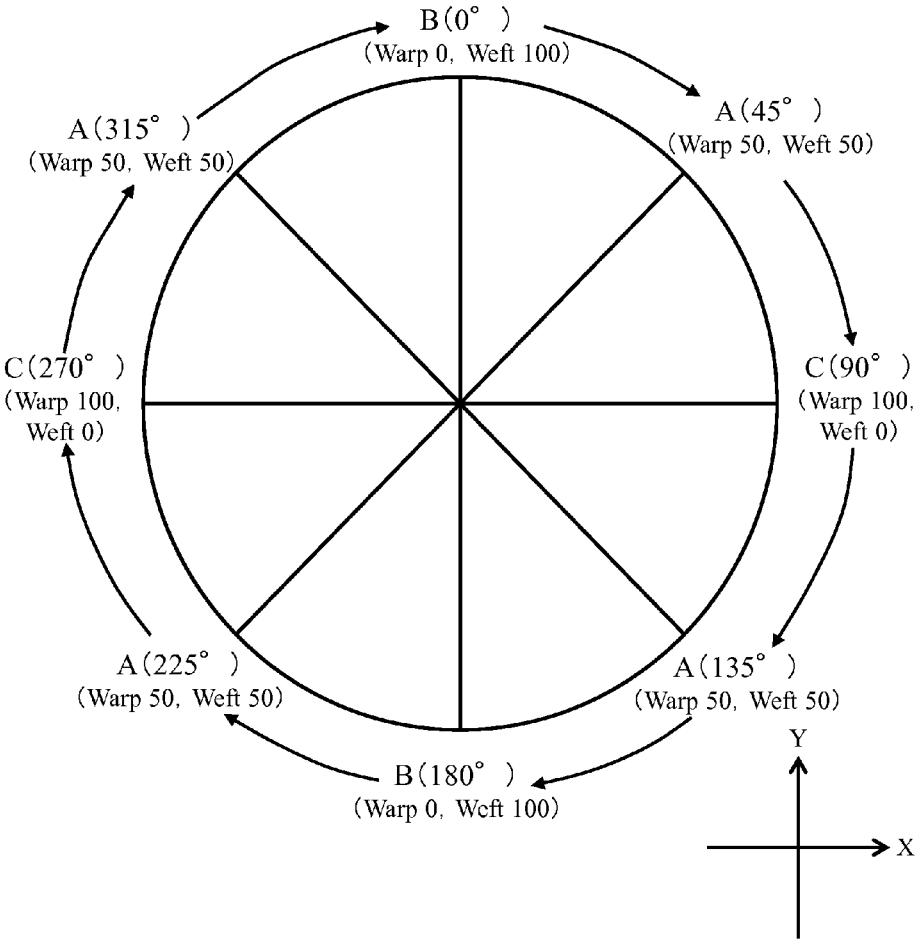 B(0°)
(Warp 0, Weft 100)
A(315°)
(Warp 50, Weft 50)
A(45°)
(Warp 50, Weft 50)
C(270°)
(Warp 100,
Weft 0)
C(90°)
(Warp 100,
Weft 0)
A(225°)
(Warp 50, Weft 50)
A(135°)
(Warp 50, Weft 50)
B(180°)
(Warp 0, Weft 100)
Y
X